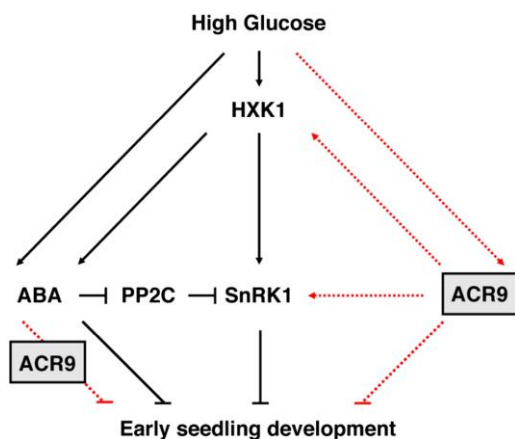 High Glucose
HXK1
ABA PP2C SnRK1 ACR9
ACR9
Early seedling development